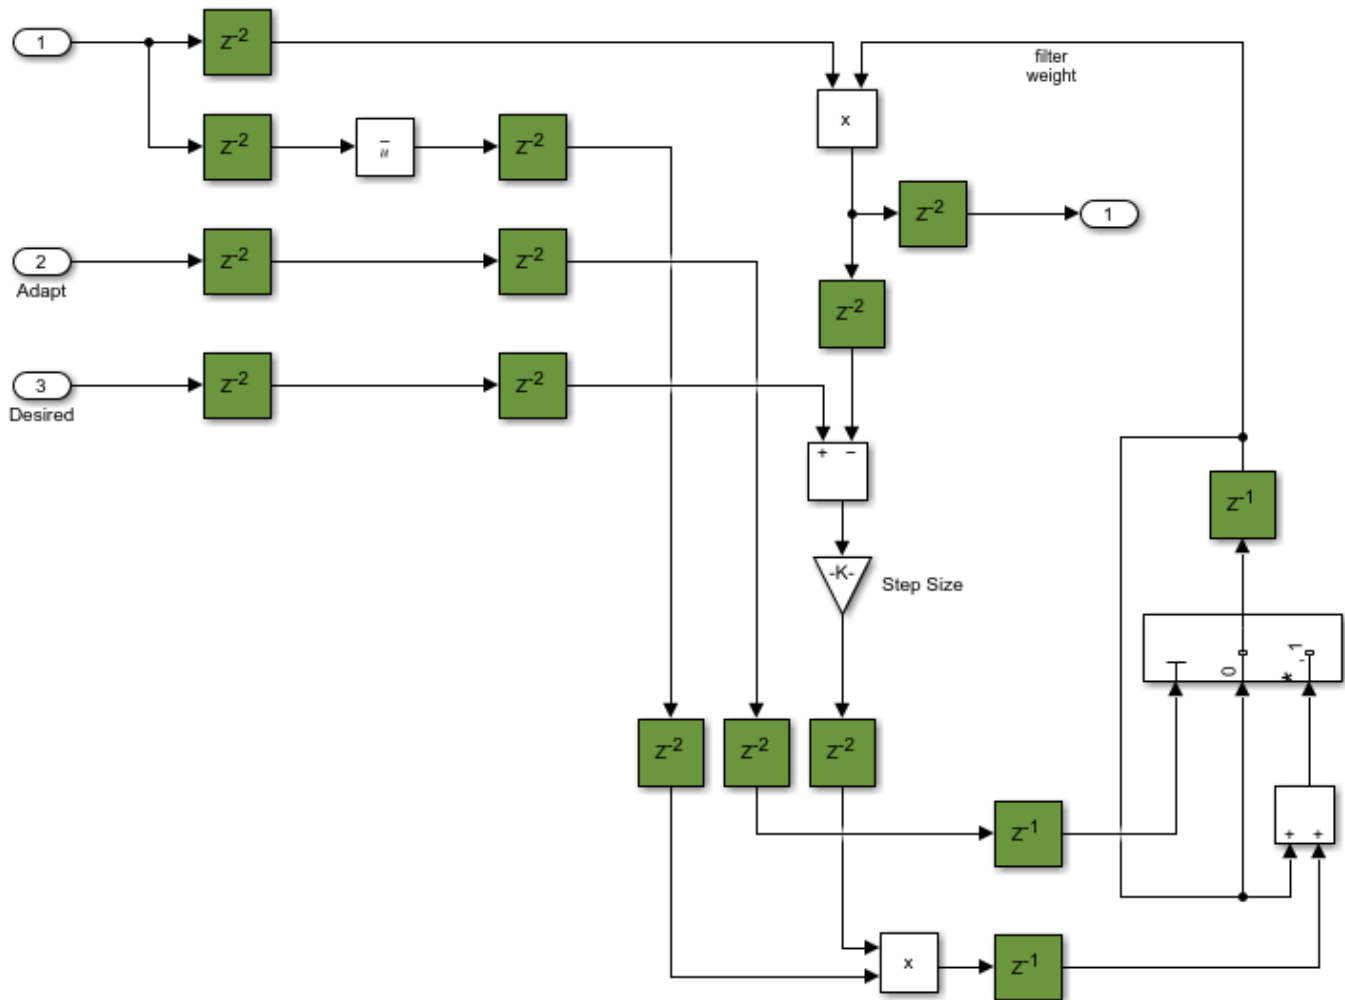 1
Z-2
filter
weight
x
Z-2
Z-2
Z-2
1
2
Adapt
Z-2
Z-2
Z-2
3
Desired
Z-2
Z-2
+ −
Z-1
-K-
Step Size
0
*, 1
Z-2
Z-2
Z-2
Z-1
+ +
x
Z-1